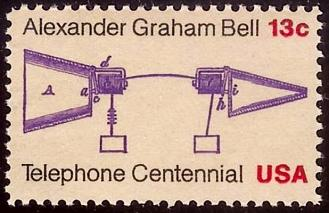 Alexander Graham Bell 13c
d
A a c h i
Telephone Centennial USA